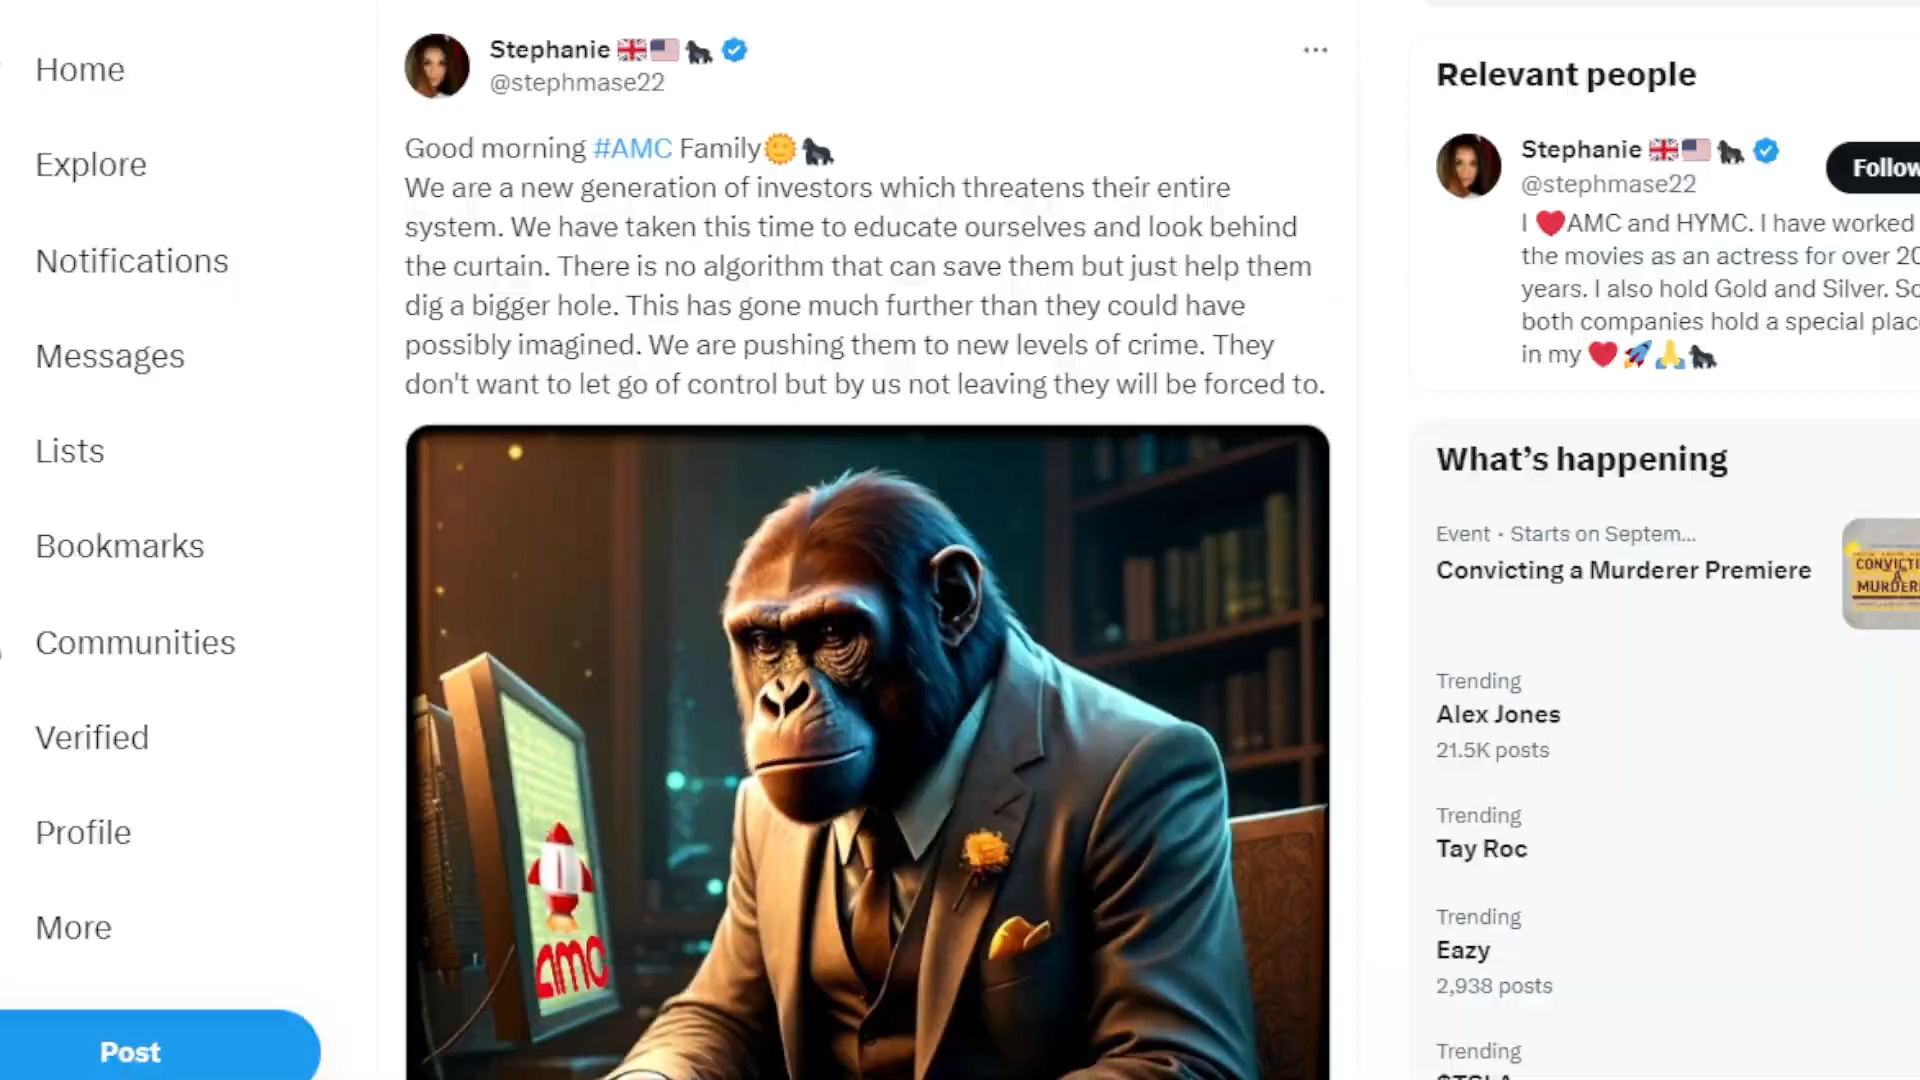 Home
Explore
Notifications
Messages
Lists
Bookmarks
Communities
Verified
Profile
More
Post
Stephanie 🇬🇧🇺🇸🦍
@stephmase22
Good morning #AMC Family🌞🦍
We are a new generation of investors which threatens their entire
system. We have taken this time to educate ourselves and look behind
the curtain. There is no algorithm that can save them but just help them
dig a bigger hole. This has gone much further than they could have
possibly imagined. We are pushing them to new levels of crime. They
don't want to let go of control but by us not leaving they will be forced to.
amc
Relevant people
Stephanie 🇬🇧🇺🇸🦍
@stephmase22
Follow
I ❤️AMC and HYMC. I have worked
the movies as an actress for over 20
years. I also hold Gold and Silver. So
both companies hold a special place
in my ❤️🚀🙏🦍
What's happening
Event · Starts on Septem...
Convicting a Murderer Premiere
CONVICTI
A
MURDER
Trending
Alex Jones
21.5K posts
Trending
Tay Roc
Trending
Eazy
2,938 posts
Trending